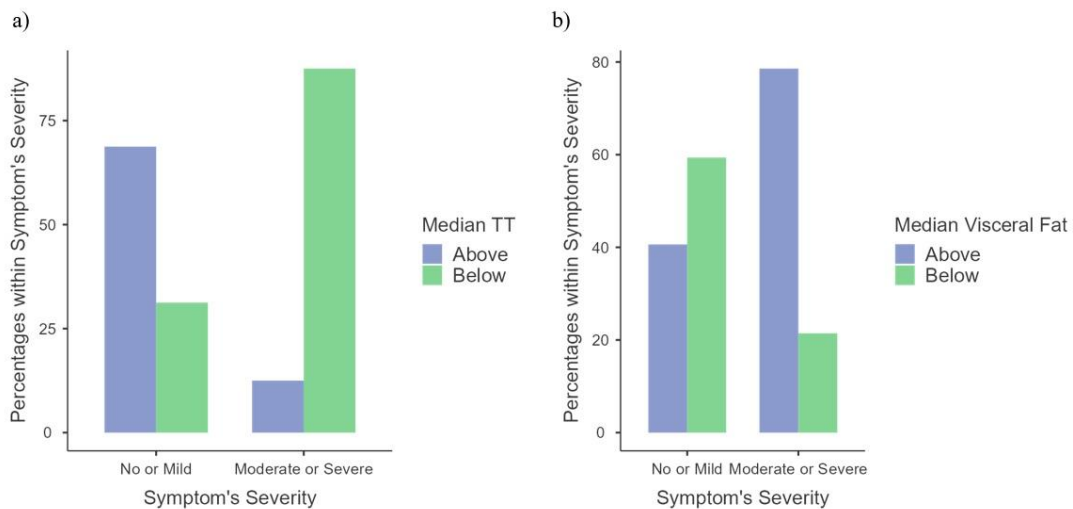 a)
Percentages within Symptom's Severity
75
50
25
0
No or Mild
Moderate or Severe
Symptom's Severity
Median TT
Above
Below
b)
Percentages within Symptom's Severity
80
60
40
20
0
No or Mild
Moderate or Severe
Symptom's Severity
Median Visceral Fat
Above
Below